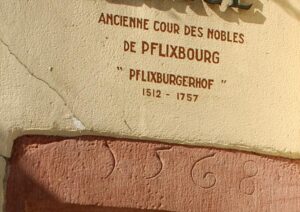 ANCIENNE COUR DES NOBLES
DE PFLIXBOURG
" PFLIXBURGERHOF "
1512 - 1757
1568